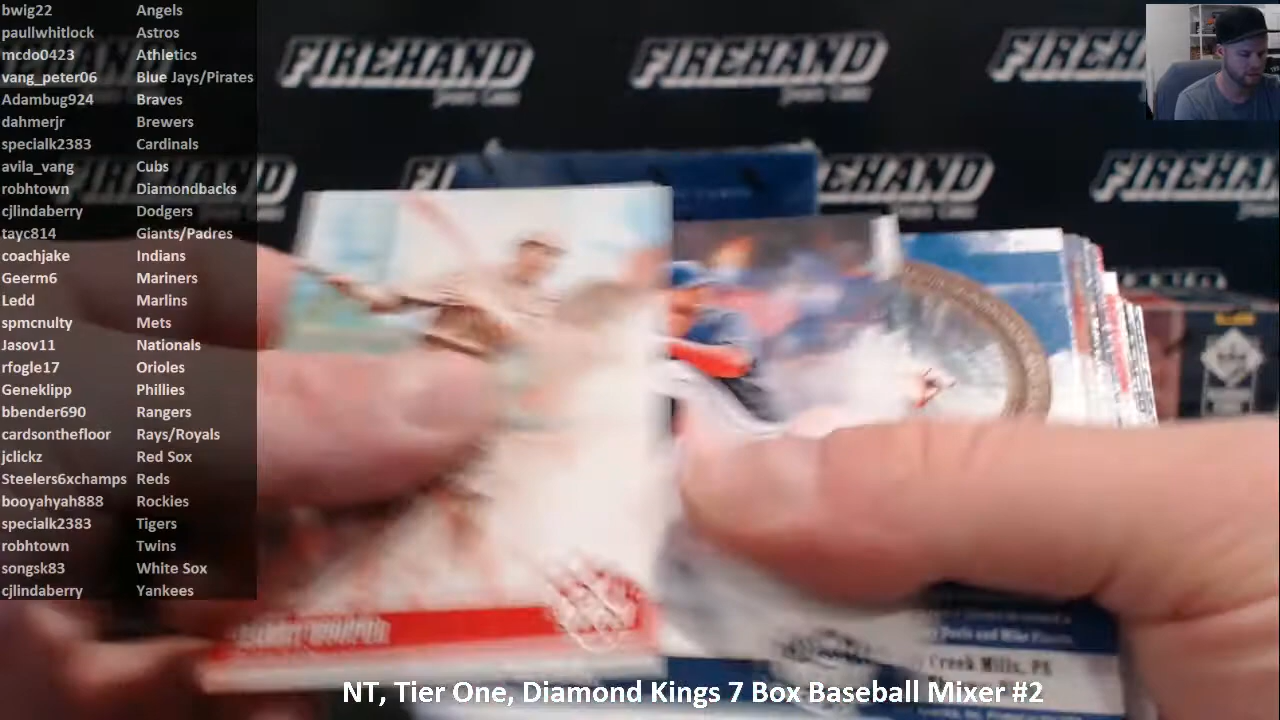 bwig22 Angels
paullwhitlock Astros
mcdo0423 Athletics
vang_peter06 Blue Jays/Pirates
Adambug924 Braves
dahmerjr Brewers
specialk2383 Cardinals
avila_vang Cubs
robhtown Diamondbacks
cjlindaberry Dodgers
tayc814 Giants/Padres
coachjake Indians
Geerm6 Mariners
Ledd Marlins
spmcnulty Mets
Jasov11 Nationals
rfogle17 Orioles
Geneklipp Phillies
bbender690 Rangers
cardsonthefloor Rays/Royals
jclickz Red Sox
Steelers6xchamps Reds
booyahyah888 Rockies
specialk2383 Tigers
robhtown Twins
songsk83 White Sox
cjlindaberry Yankees
FIREHAND
FIREHAND
FIREHAND
FIREHAND
FIREHAND
and Mike Piazza.
Creek Mills, PA
NT, Tier One, Diamond Kings 7 Box Baseball Mixer #2